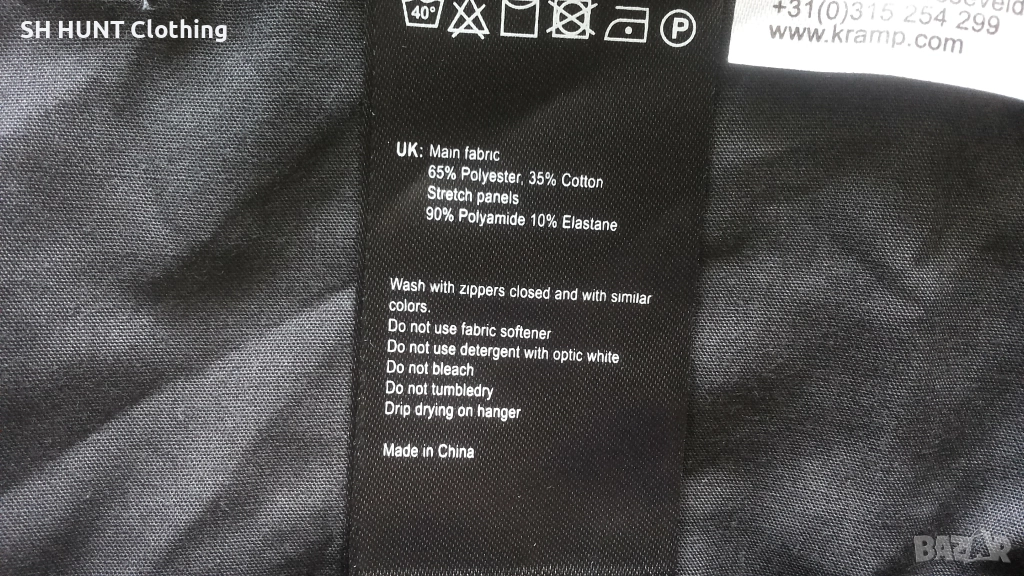 SH HUNT Clothing
+31(0)315 254 299
www.kramp.com
40°
P
UK: Main fabric
65% Polyester, 35% Cotton
Stretch panels
90% Polyamide 10% Elastane
Wash with zippers closed and with similar
colors.
Do not use fabric softener
Do not use detergent with optic white
Do not bleach
Do not tumbledry
Drip drying on hanger
Made in China
BAZAR